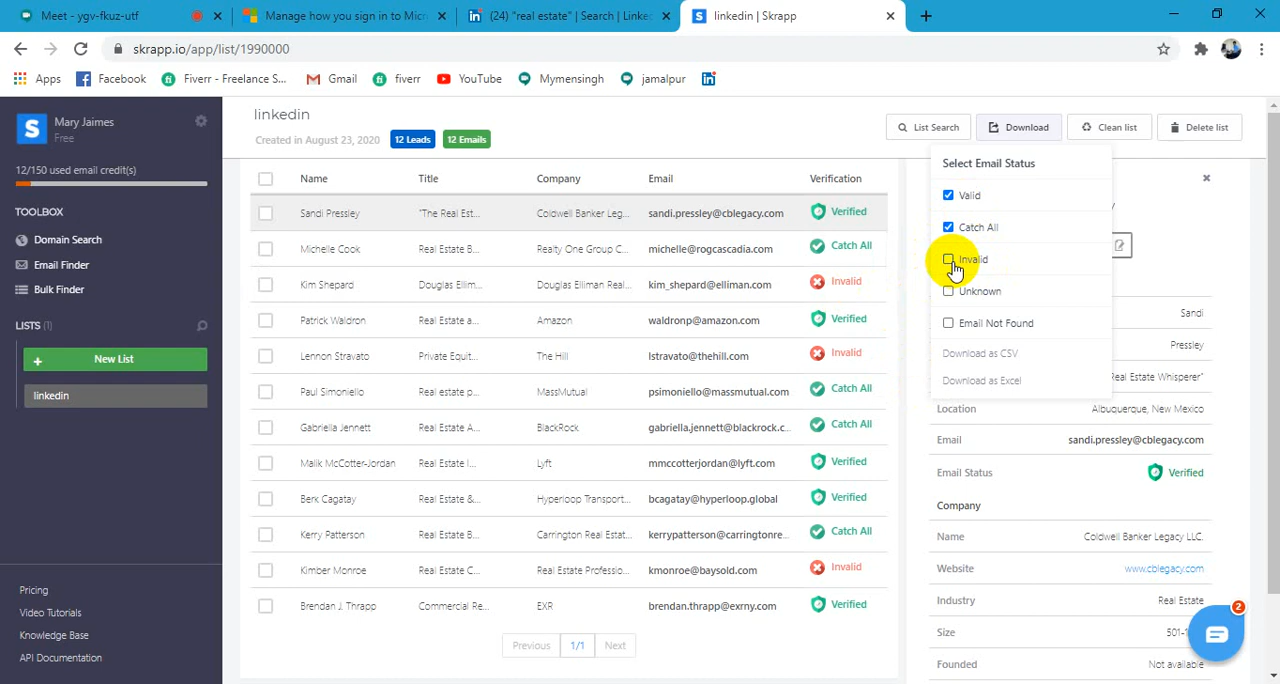 Meet - ygv-fkuz-utf
Manage how you sign in to Micr
(24) "real estate" | Search | Linke
linkedin | Skrapp
skrapp.io/app/list/1990000
Apps Facebook Fiverr - Freelance S... Gmail fiverr YouTube Mymensingh jamalpur
Mary Jaimes
Free
12/150 used email credit(s)
TOOLBOX
Domain Search
Email Finder
Bulk Finder
LISTS (1)
+ New List
linkedin
Pricing
Video Tutorials
Knowledge Base
API Documentation
linkedin
Created in August 23, 2020 12 Leads 12 Emails
List Search Download Clean list Delete list
Name Title Company Email Verification
Sandi Pressley "The Real Est... Coldwell Banker Leg... sandi.pressley@cblegacy.com Verified
Michelle Cook Real Estate B... Realty One Group C... michelle@rogcascadia.com Catch All
Kim Shepard Douglas Ellim... Douglas Elliman Real... kim_shepard@elliman.com Invalid
Patrick Waldron Real Estate a... Amazon waldronp@amazon.com Verified
Lennon Stravato Private Equit... The Hill lstravato@thehill.com Invalid
Paul Simoniello Real estate p... MassMutual psimoniello@massmutual.com Catch All
Gabriella Jennett Real Estate A... BlackRock gabriella.jennett@blackrock.c... Catch All
Malik McCotter-Jordan Real Estate... Lyft mmccotterjordan@lyft.com Verified
Berk Cagatay Real Estate &... Hyperloop Transport... bcagatay@hyperloop.global Verified
Kerry Patterson Real Estate B... Carrington Real Estat... kerrypatterson@carringtonre... Catch All
Kimber Monroe Real Estate... Real Estate Professio... kmonroe@baysold.com Invalid
Brendan J. Thrapp Commercial Re... EXR brendan.thrapp@exrny.com Verified
Previous 1/1 Next
Select Email Status
Valid
Catch All
Invalid
Unknown
Email Not Found
Download as CSV
Download as Excel
Sandi
Pressley
Real Estate Whisperer"
Location Albuquerque, New Mexico
Email sandi.pressley@cblegacy.com
Email Status Verified
Company
Name Coldwell Banker Legacy LLC.
Website www.cblegacy.com
Industry Real Estate
Size 501-
Founded Not available
2